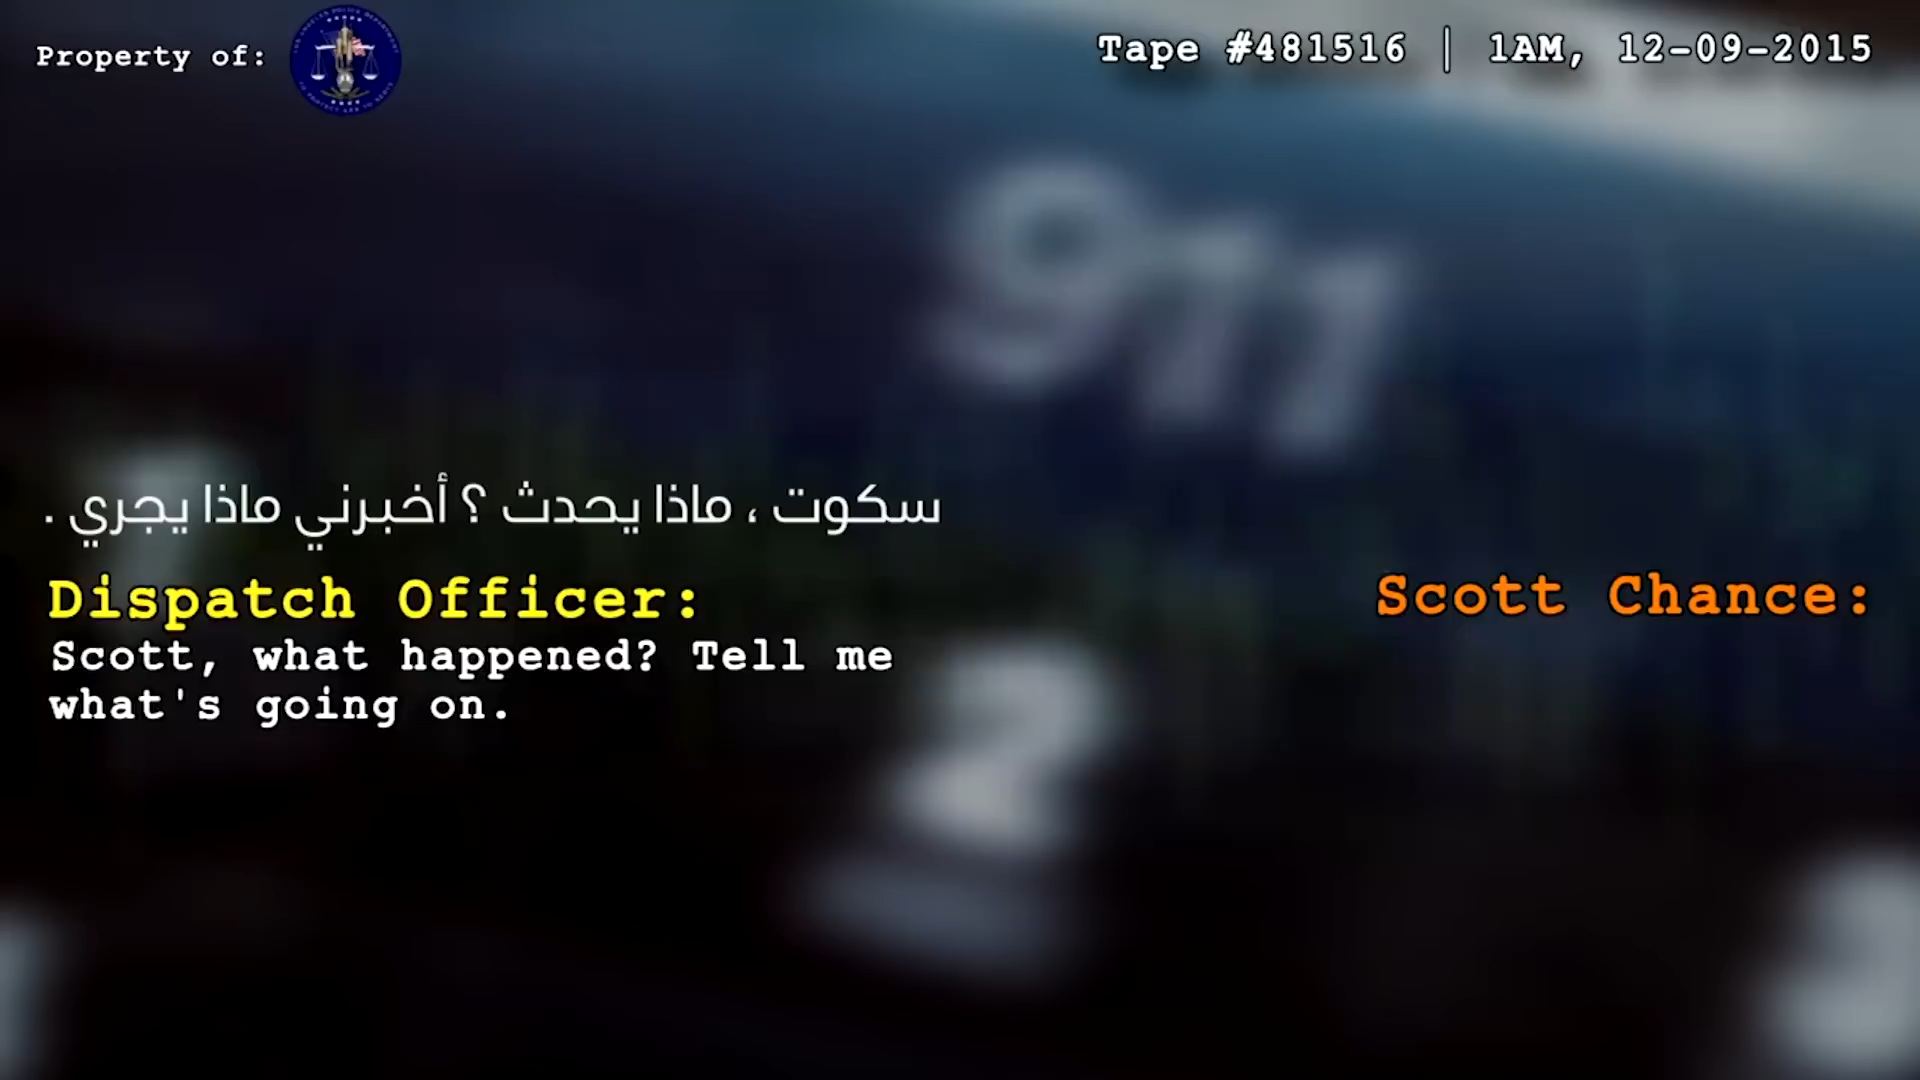 Property of:
Tape #481516 | 1AM, 12-09-2015
911
سكوت ، ماذا يحدث ؟ أخبرني ماذا يجري .
Dispatch Officer:
Scott Chance:
Scott, what happened? Tell me
what's going on.
2